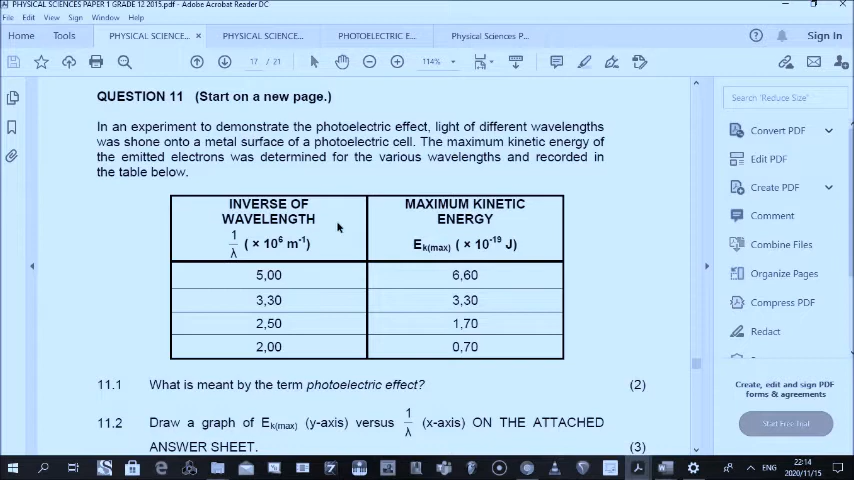 PHYSICAL SCIENCES PAPER 1 GRADE 12 2015.pdf - Adobe Acrobat Reader DC
File Edit View Sign Window Help
Home Tools PHYSICAL SCIENCE... × PHYSICAL SCIENCE... PHOTOELECTRIC E... Physical Sciences P... Sign In
17 / 21 114%
QUESTION 11 (Start on a new page.)
In an experiment to demonstrate the photoelectric effect, light of different wavelengths
was shone onto a metal surface of a photoelectric cell. The maximum kinetic energy of
the emitted electrons was determined for the various wavelengths and recorded in
the table below.
INVERSE OF WAVELENGTH 1/λ ( × 10⁶ m⁻¹)
MAXIMUM KINETIC ENERGY Eₖ₍ₘₐₓ₎ ( × 10⁻¹⁹ J)
5,00 6,60
3,30 3,30
2,50 1,70
2,00 0,70
11.1 What is meant by the term photoelectric effect? (2)
11.2 Draw a graph of Eₖ₍ₘₐₓ₎ (y-axis) versus 1/λ (x-axis) ON THE ATTACHED
ANSWER SHEET. (3)
Search 'Reduce Size'
Convert PDF
Edit PDF
Create PDF
Comment
Combine Files
Organize Pages
Compress PDF
Redact
Create, edit and sign PDF
forms & agreements
Start Free Trial
ENG
22:14
2020/11/15